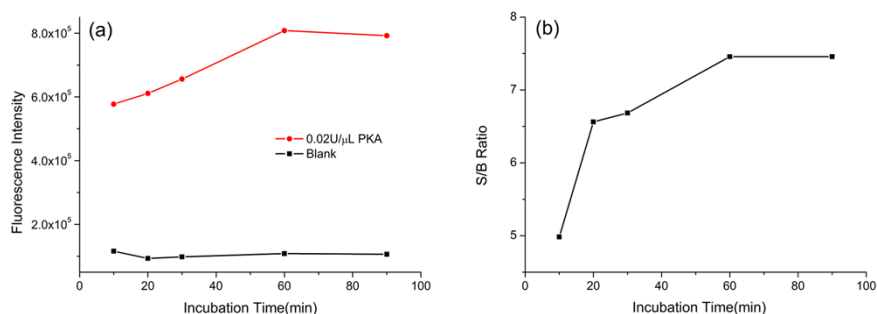 (a)
8.0x10⁵
6.0x10⁵
4.0x10⁵
2.0x10⁵
Fluorescence Intensity
0.02U/μL PKA
Blank
0 20 40 60 80 100
Incubation Time(min)
(b)
8
7
6
5
S/B Ratio
0 20 40 60 80 100
Incubation Time(min)